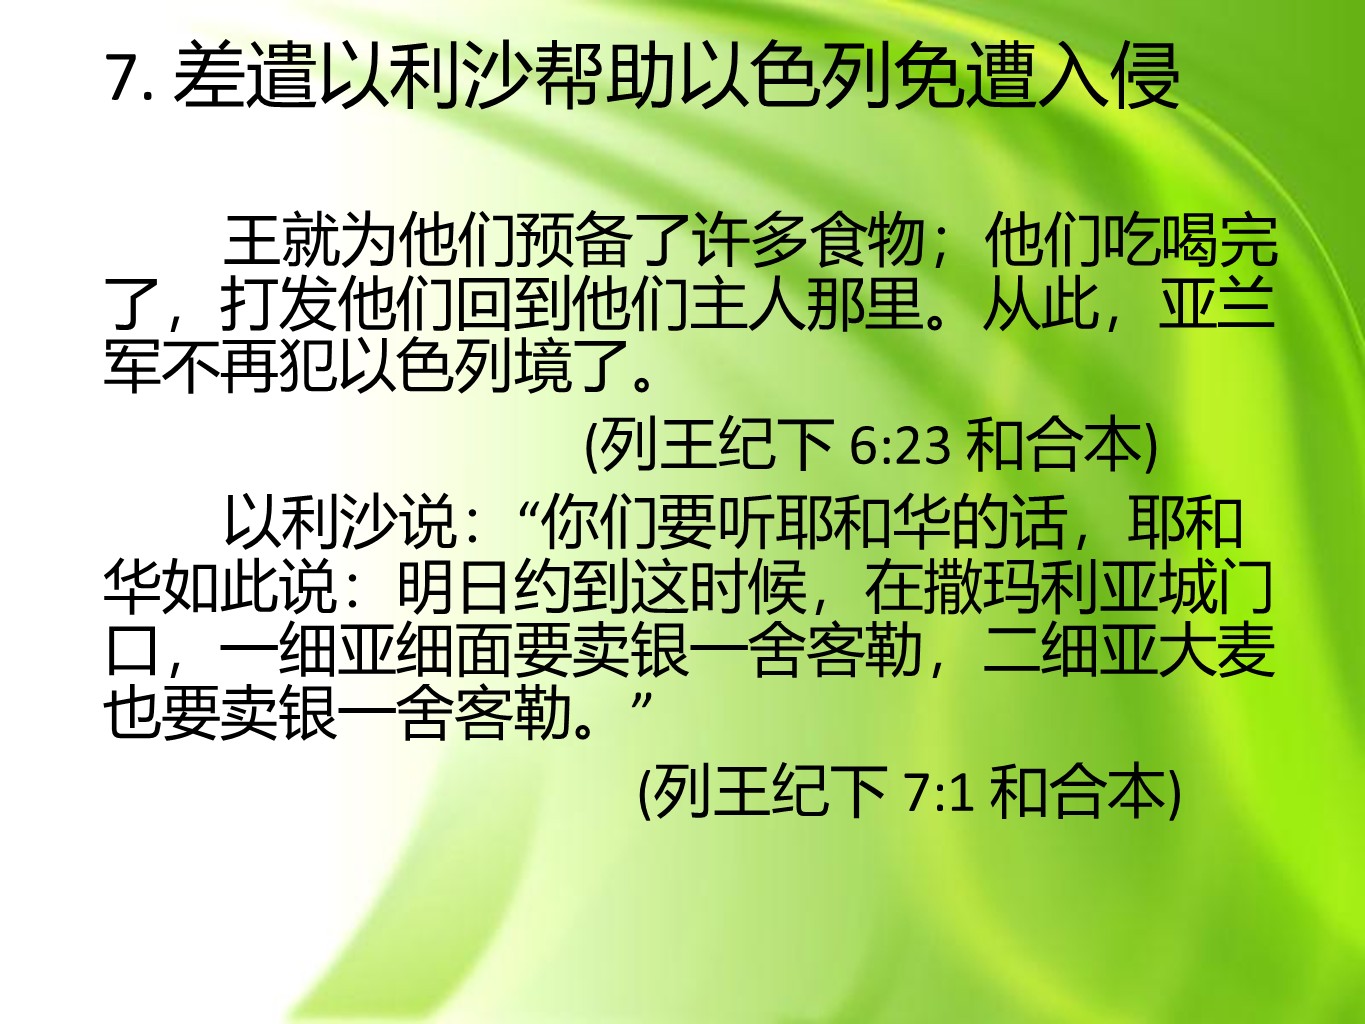 7. 差遣以利沙帮助以色列免遭入侵
王就为他们预备了许多食物；他们吃喝完
了，打发他们回到他们主人那里。从此，亚兰
军不再犯以色列境了。
(列王纪下 6:23 和合本)
以利沙说：“你们要听耶和华的话，耶和
华如此说：明日约到这时候，在撒玛利亚城门
口，一细亚细面要卖银一舍客勒，二细亚大麦
也要卖银一舍客勒。”
(列王纪下 7:1 和合本)